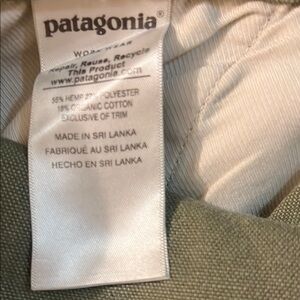 patagonia®
WORK WEAR
Repair, Reuse, Recycle
This Product
www.patagonia.com
55% HEMP 27% POLYESTER
18% ORGANIC COTTON
EXCLUSIVE OF TRIM
MADE IN SRI LANKA
FABRIQUÉ AU SRI LANKA
HECHO EN SRI LANKA